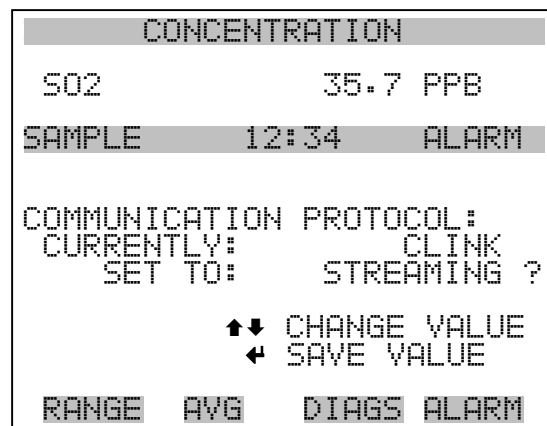 CONCENTRATION
SO2 35.7 PPB
SAMPLE 12:34 ALARM
COMMUNICATION PROTOCOL:
CURRENTLY: CLINK
SET TO: STREAMING ?
CHANGE VALUE
SAVE VALUE
RANGE AVG DIAGS ALARM